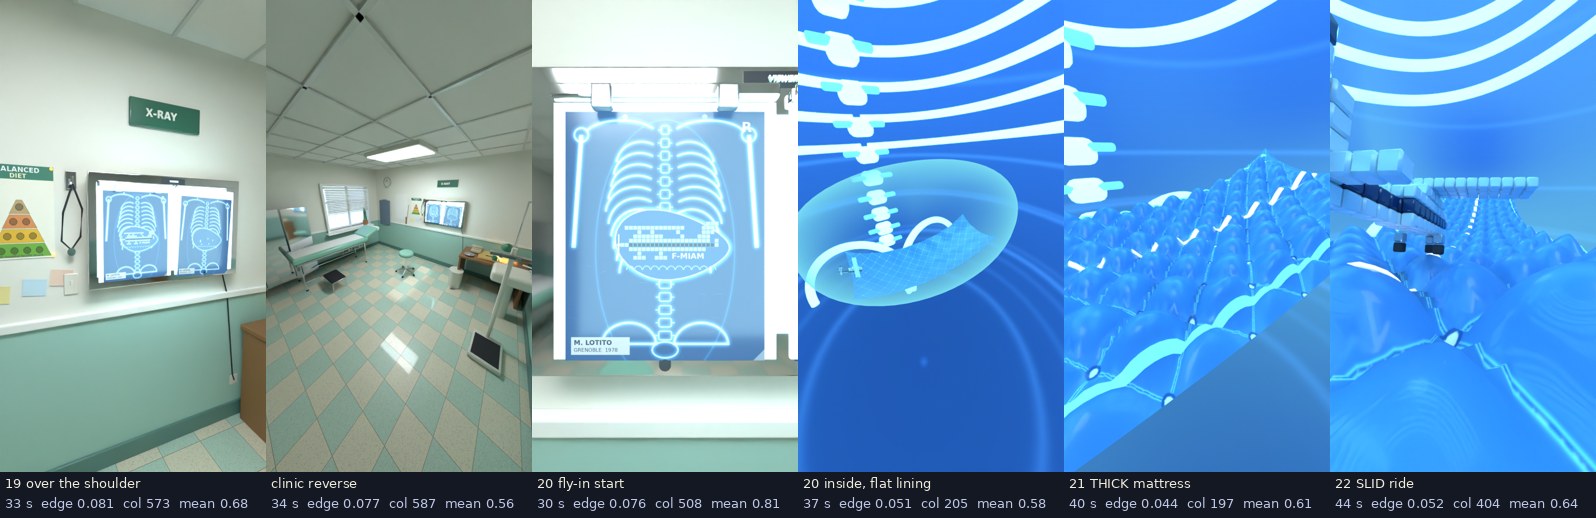 X-RAY
ALANCED
DIET
R
F-MIAM
M. LOTITO
GRENOBLE 1978
19 over the shoulder
33 s edge 0.081 col 573 mean 0.68
clinic reverse
34 s edge 0.077 col 587 mean 0.56
20 fly-in start
30 s edge 0.076 col 508 mean 0.81
20 inside, flat lining
37 s edge 0.051 col 205 mean 0.58
21 THICK mattress
40 s edge 0.044 col 197 mean 0.61
22 SLID ride
44 s edge 0.052 col 404 mean 0.64